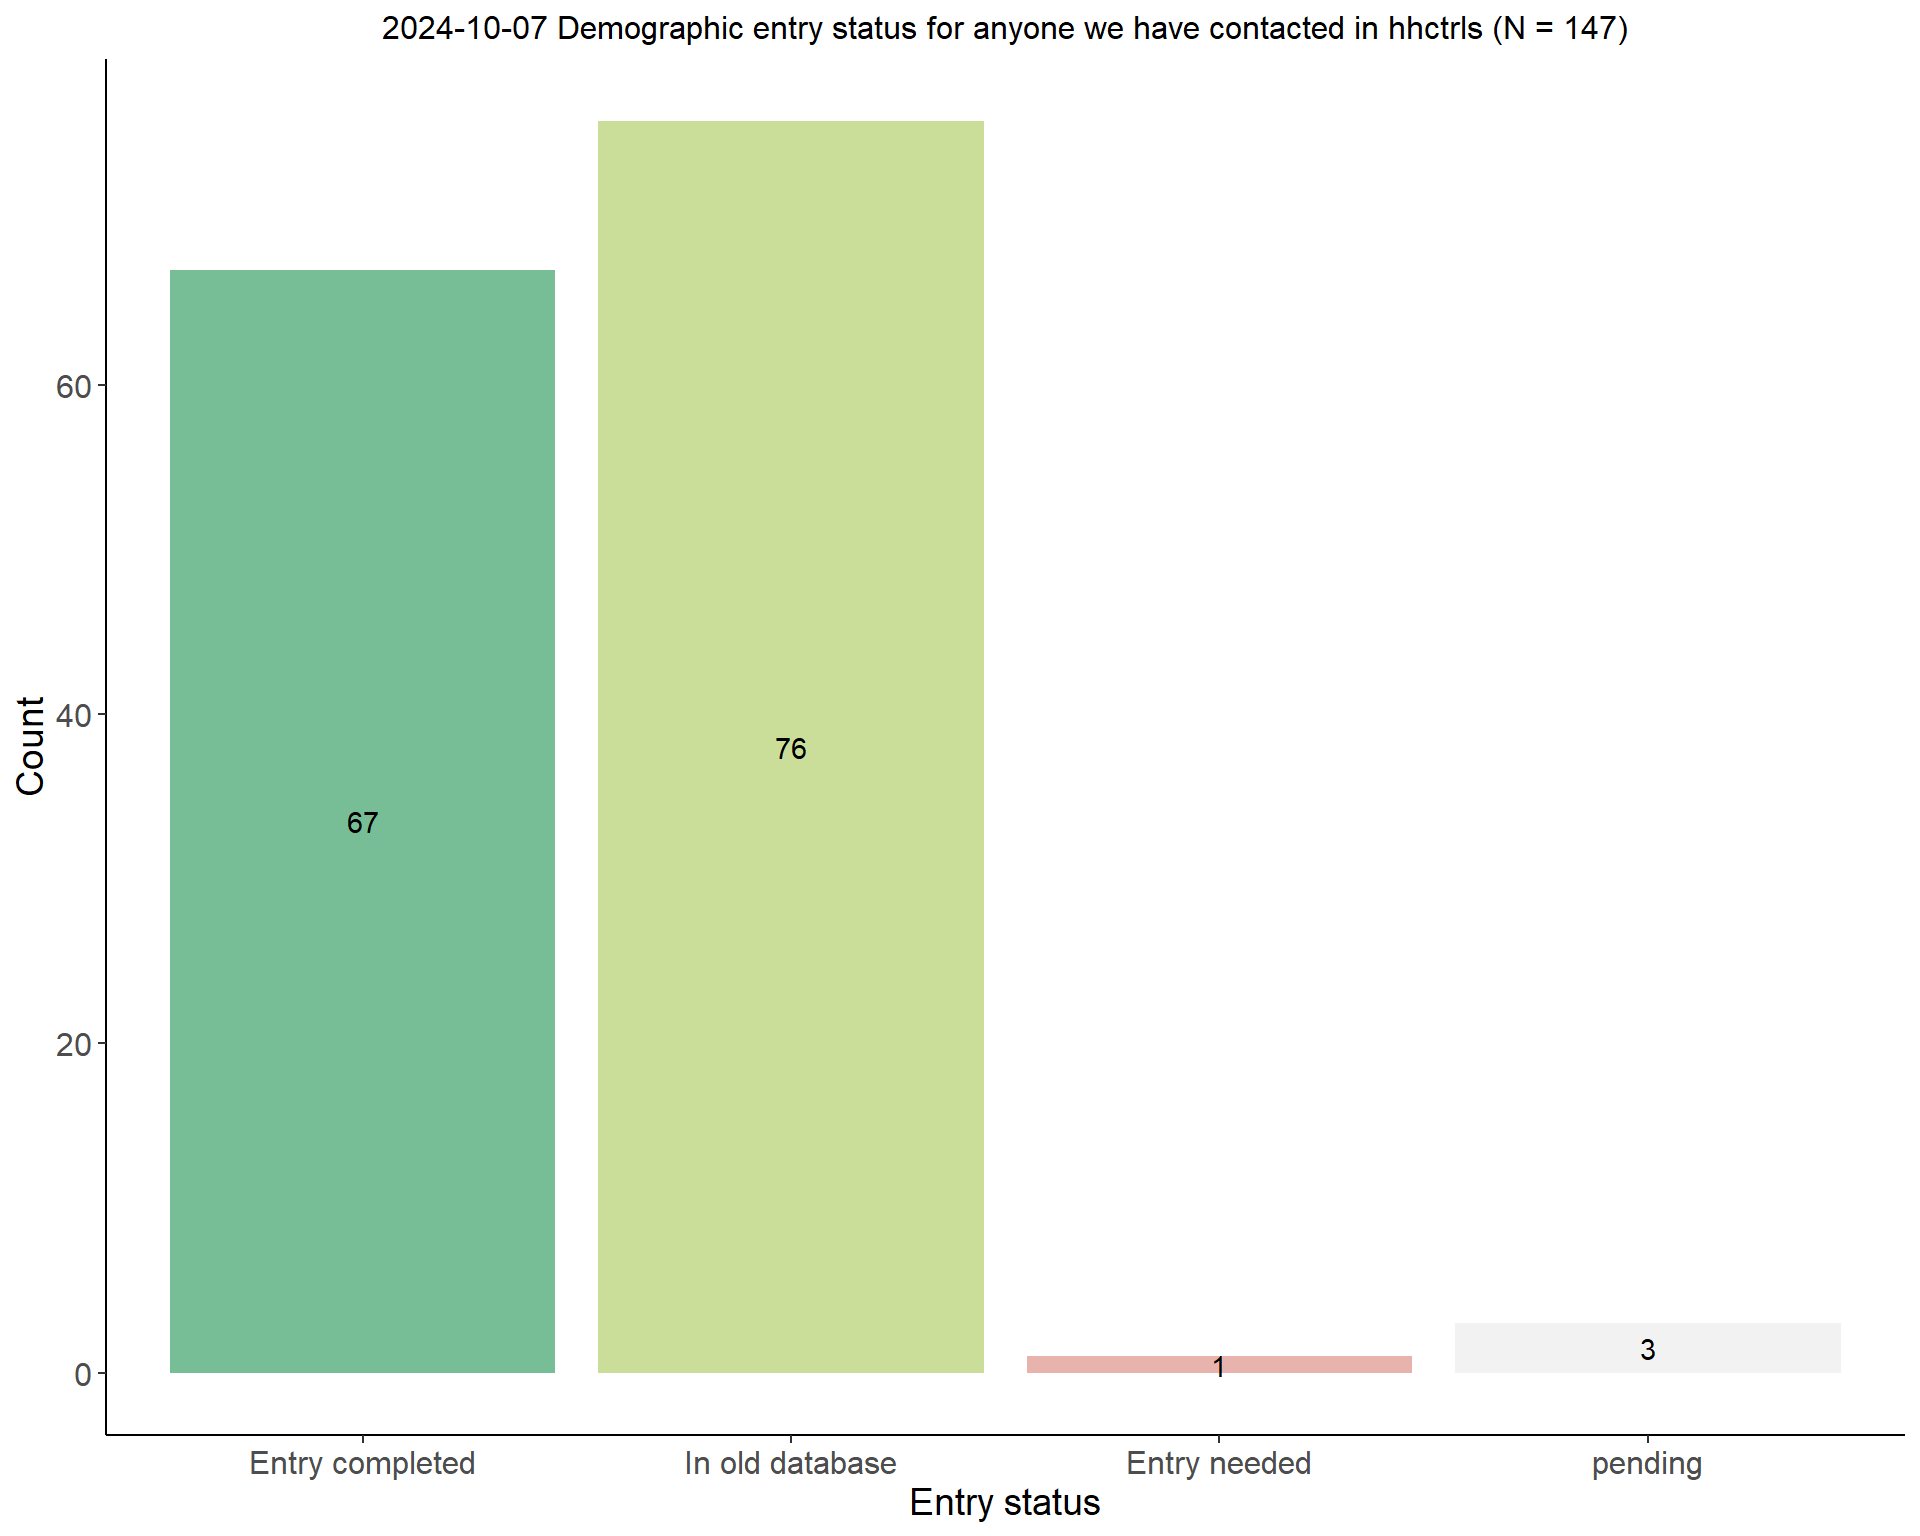 2024-10-07 Demographic entry status for anyone we have contacted in hhctrls (N = 147)
Count
60
40
20
0
67
76
1
3
Entry completed
In old database
Entry needed
pending
Entry status